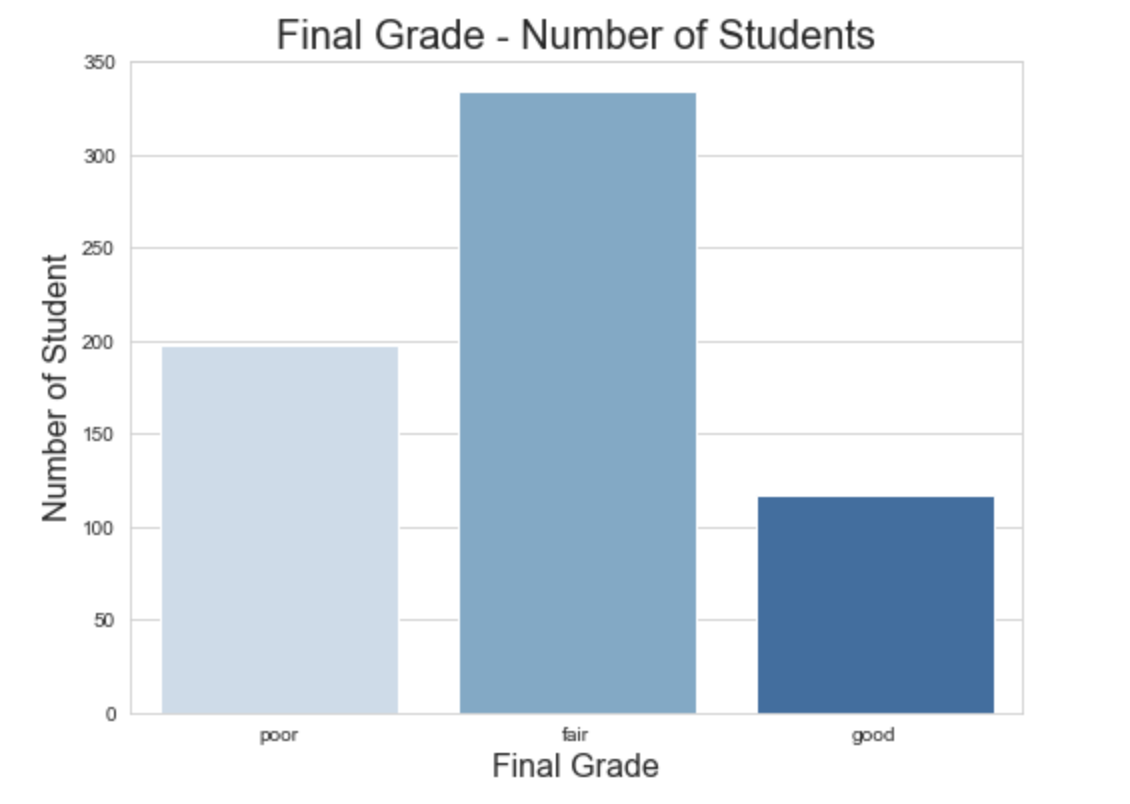 Final Grade - Number of Students
350
300
250
200
150
100
50
0
Number of Student
poor fair good
Final Grade